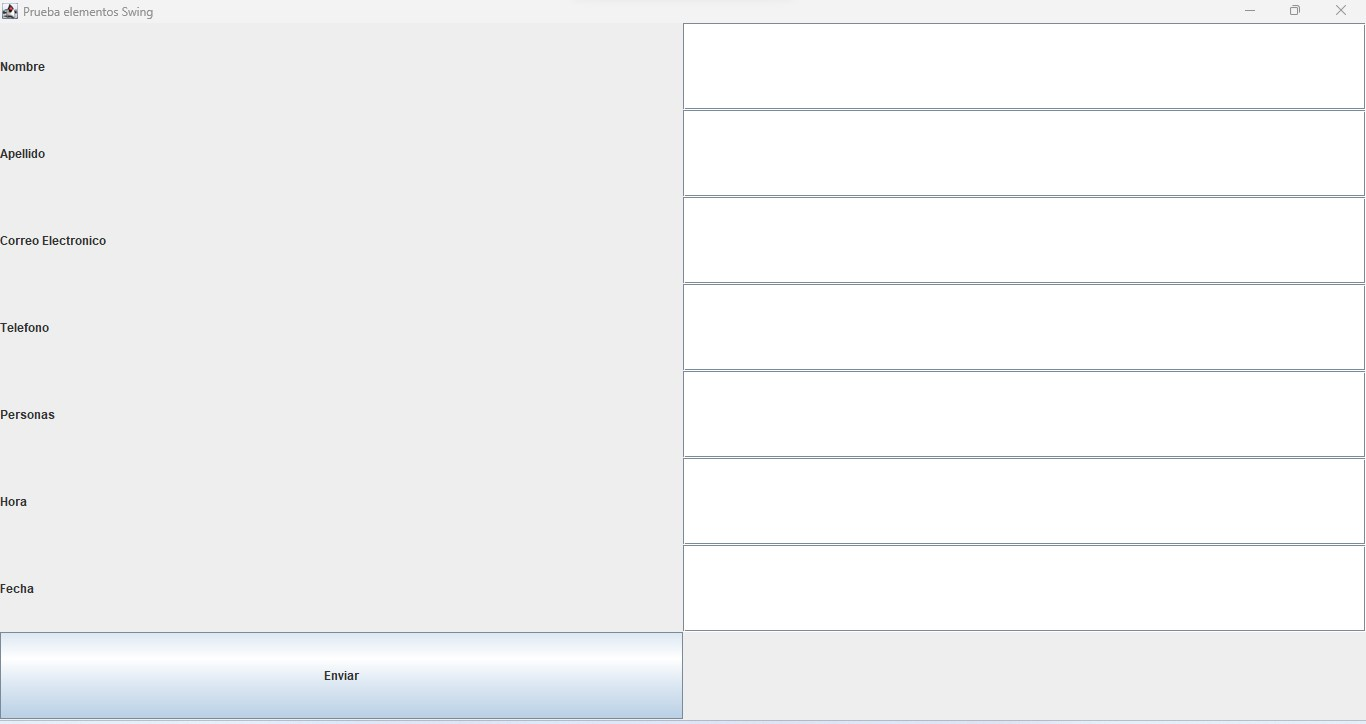 Prueba elementos Swing
Nombre
Apellido
Correo Electronico
Telefono
Personas
Hora
Fecha
Enviar